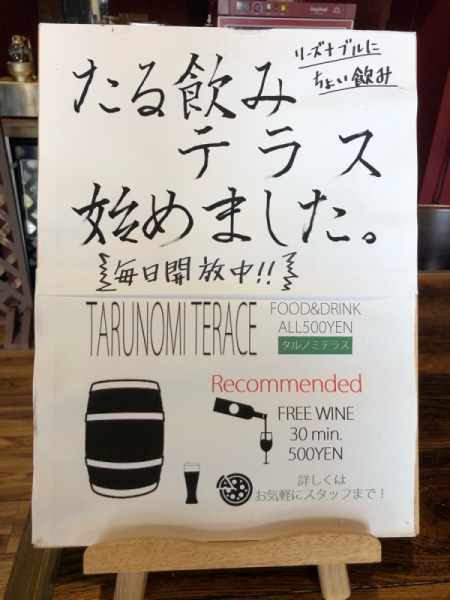 リーズナブルに
ちょい飲み
たる飲み
テラス
始めました。
毎日開放中!!
TARUNOMI TERACE
FOOD&DRINK
ALL500YEN
タルノミテラス
Recommended
FREE WINE
30 min.
500YEN
詳しくは
お気軽にスタッフまで！